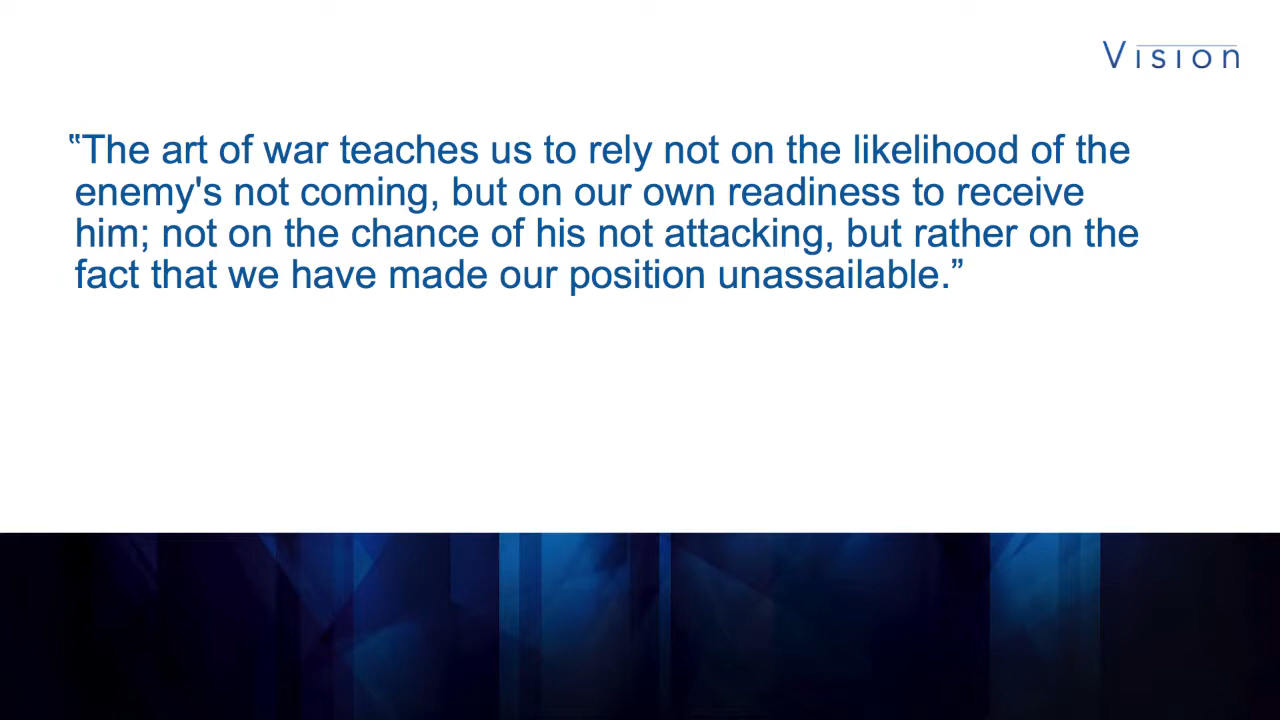 Vision
‟The art of war teaches us to rely not on the likelihood of the
enemy's not coming, but on our own readiness to receive
him; not on the chance of his not attacking, but rather on the
fact that we have made our position unassailable.”